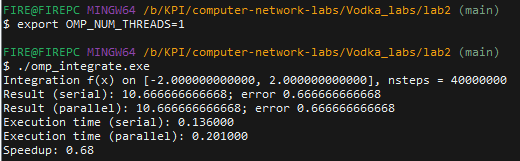 FIRE@FIREPC MINGW64 /b/KPI/computer-network-labs/Vodka_labs/lab2 (main)
$ export OMP_NUM_THREADS=1
FIRE@FIREPC MINGW64 /b/KPI/computer-network-labs/Vodka_labs/lab2 (main)
$ ./omp_integrate.exe
Integration f(x) on [-2.000000000000, 2.000000000000], nsteps = 40000000
Result (serial): 10.666666666668; error 0.666666666668
Result (parallel): 10.666666666668; error 0.666666666668
Execution time (serial): 0.136000
Execution time (parallel): 0.201000
Speedup: 0.68